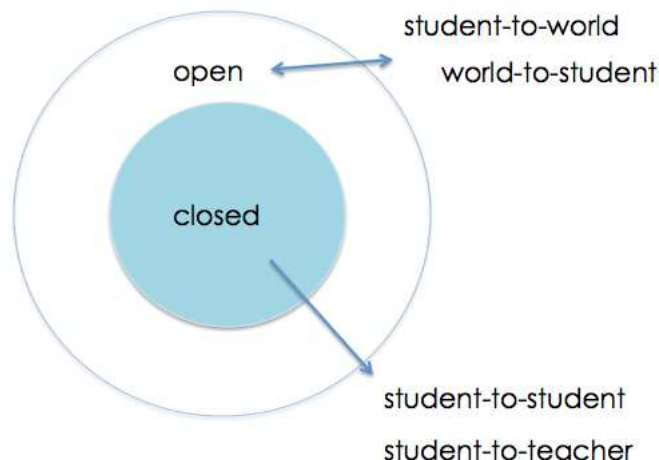 student-to-world
open
world-to-student
closed
student-to-student
student-to-teacher